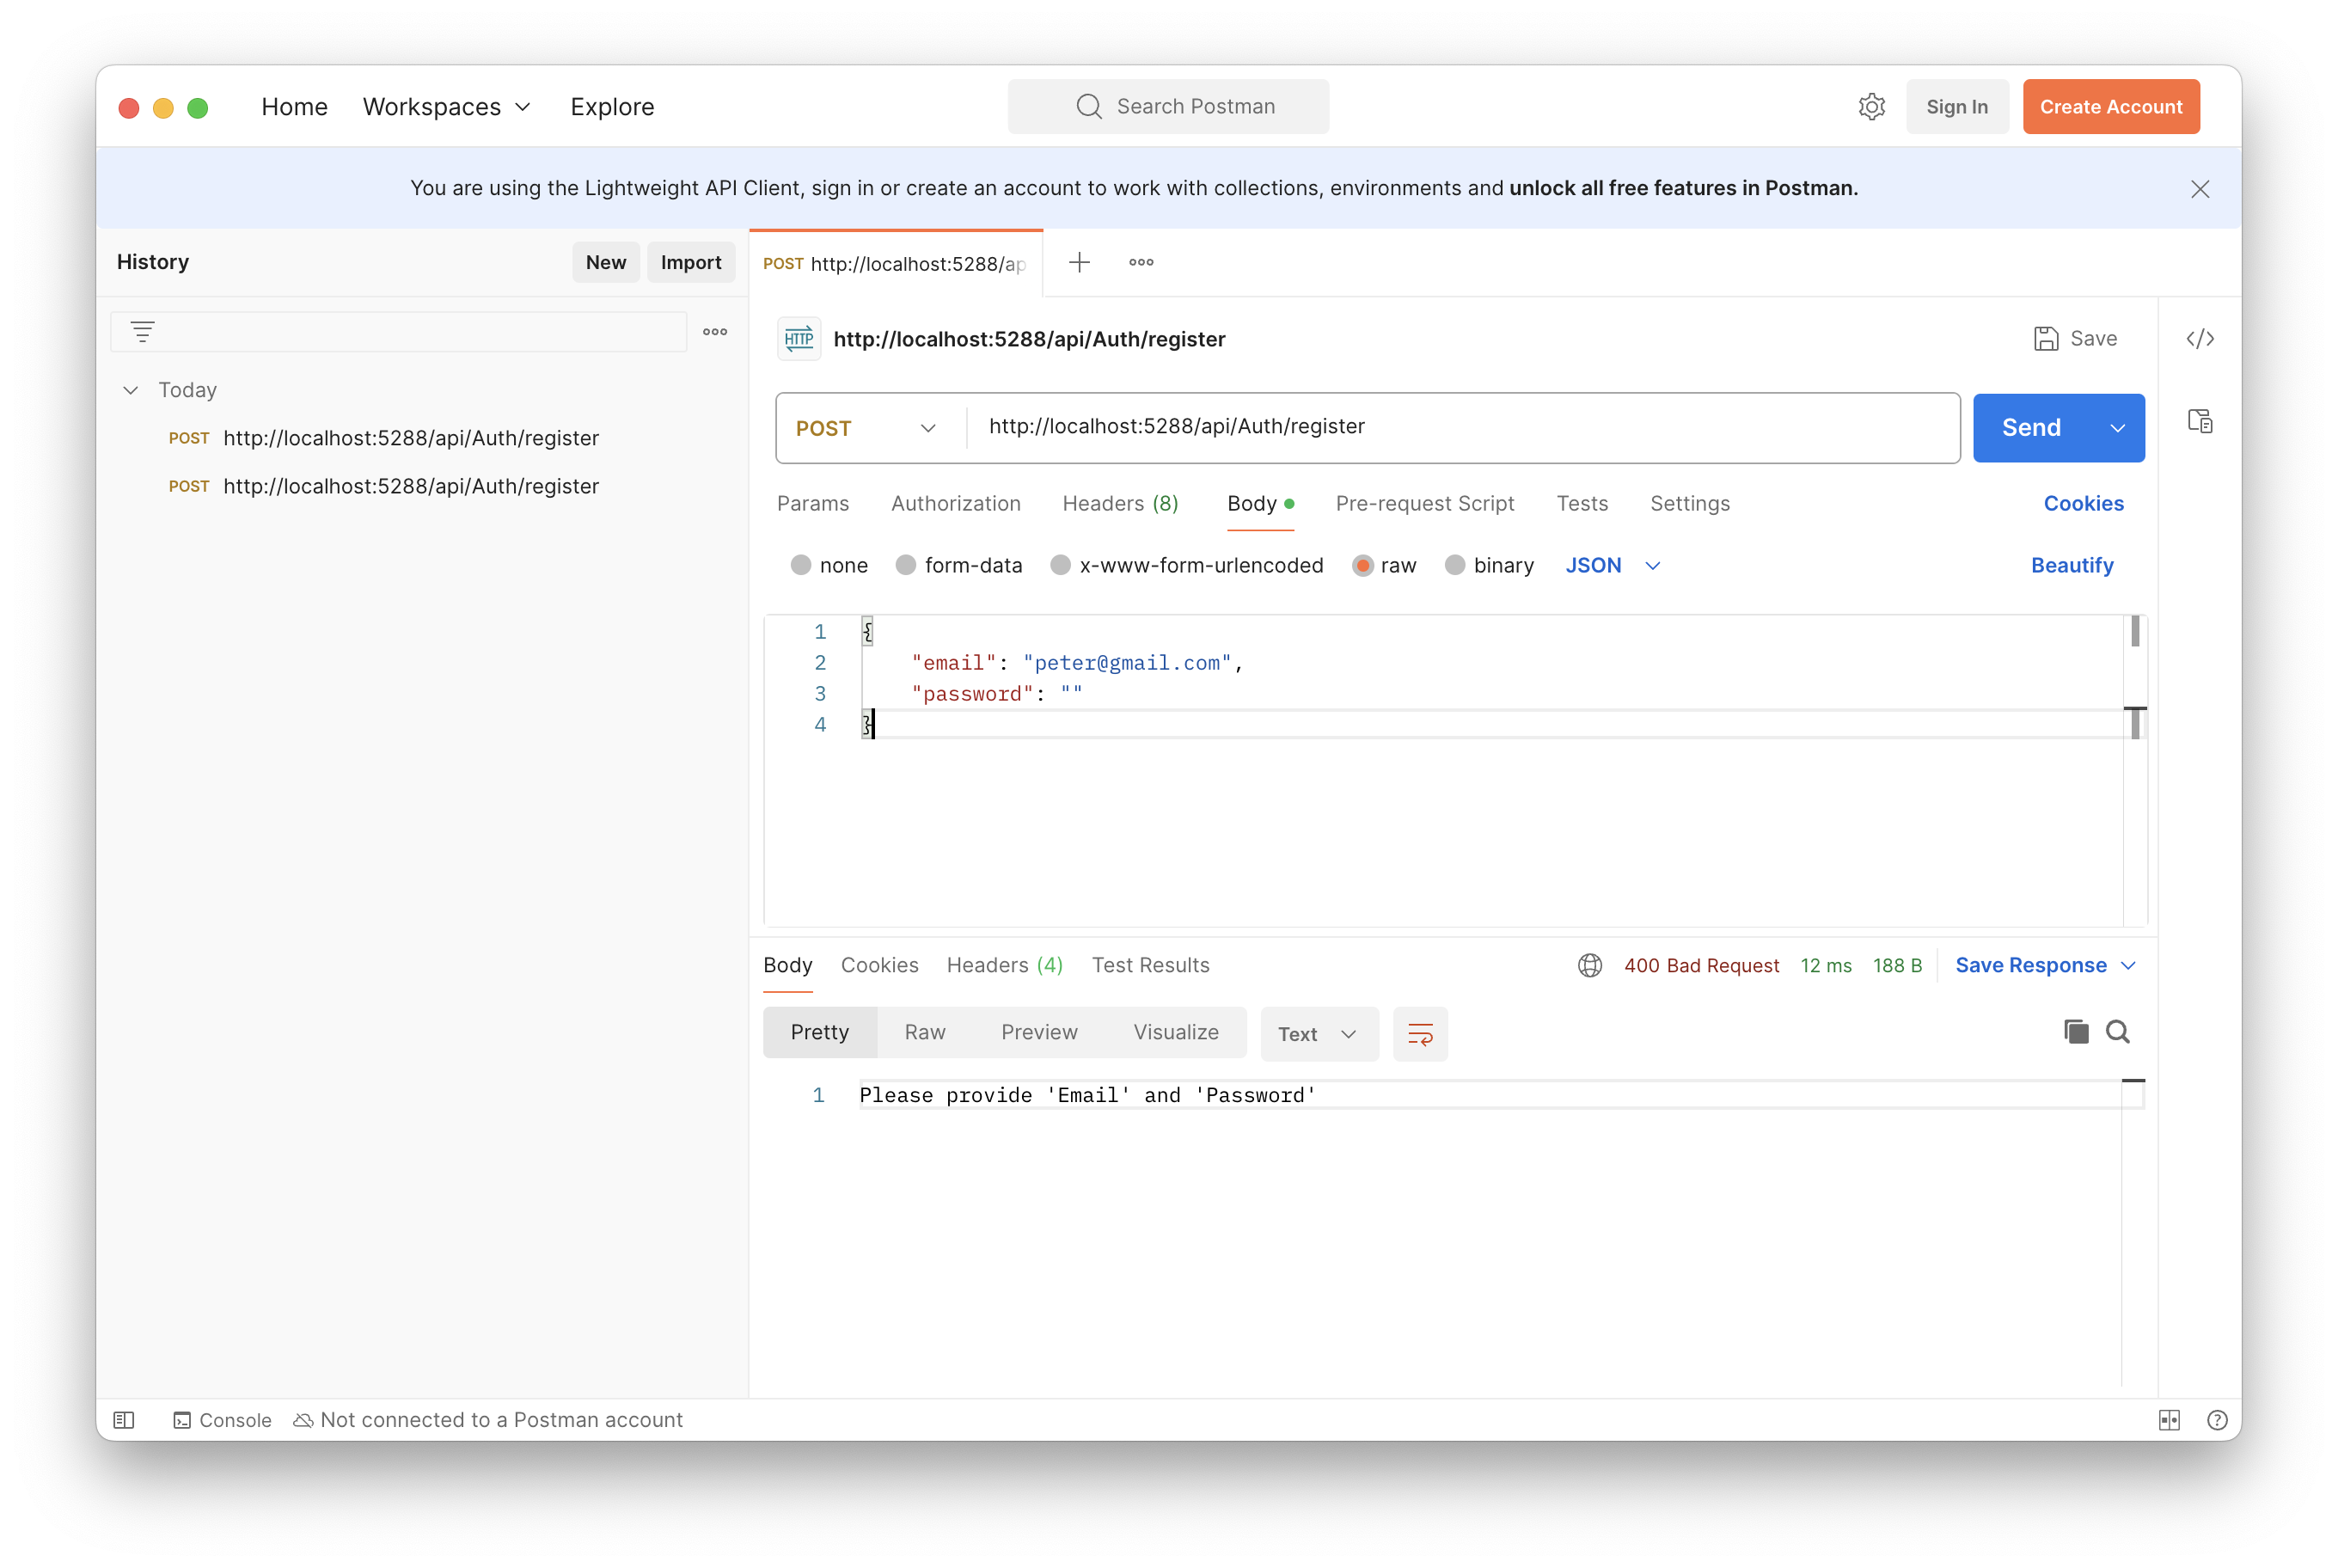 Home Workspaces Explore Search Postman Sign In Create Account
You are using the Lightweight API Client, sign in or create an account to work with collections, environments and unlock all free features in Postman.
History New Import
POST http://localhost:5288/ap
Today
POST http://localhost:5288/api/Auth/register
POST http://localhost:5288/api/Auth/register
HTTP http://localhost:5288/api/Auth/register Save </>
POST http://localhost:5288/api/Auth/register Send
Params Authorization Headers (8) Body Pre-request Script Tests Settings Cookies
none form-data x-www-form-urlencoded raw binary JSON Beautify
1 {
2 "email": "peter@gmail.com",
3 "password": ""
4 }
Body Cookies Headers (4) Test Results 400 Bad Request 12 ms 188 B Save Response
Pretty Raw Preview Visualize Text
1 Please provide 'Email' and 'Password'
Console Not connected to a Postman account